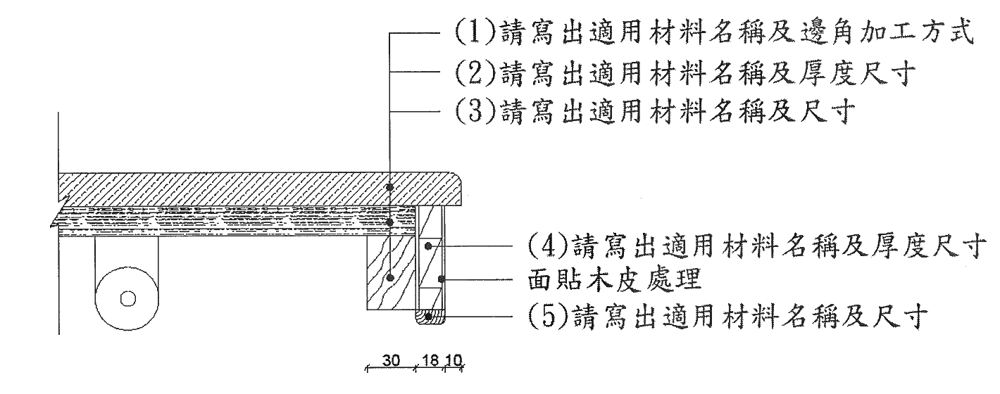 (1)請寫出適用材料名稱及邊角加工方式
(2)請寫出適用材料名稱及厚度尺寸
(3)請寫出適用材料名稱及尺寸
(4)請寫出適用材料名稱及厚度尺寸
面貼木皮處理
(5)請寫出適用材料名稱及尺寸
30 18 10